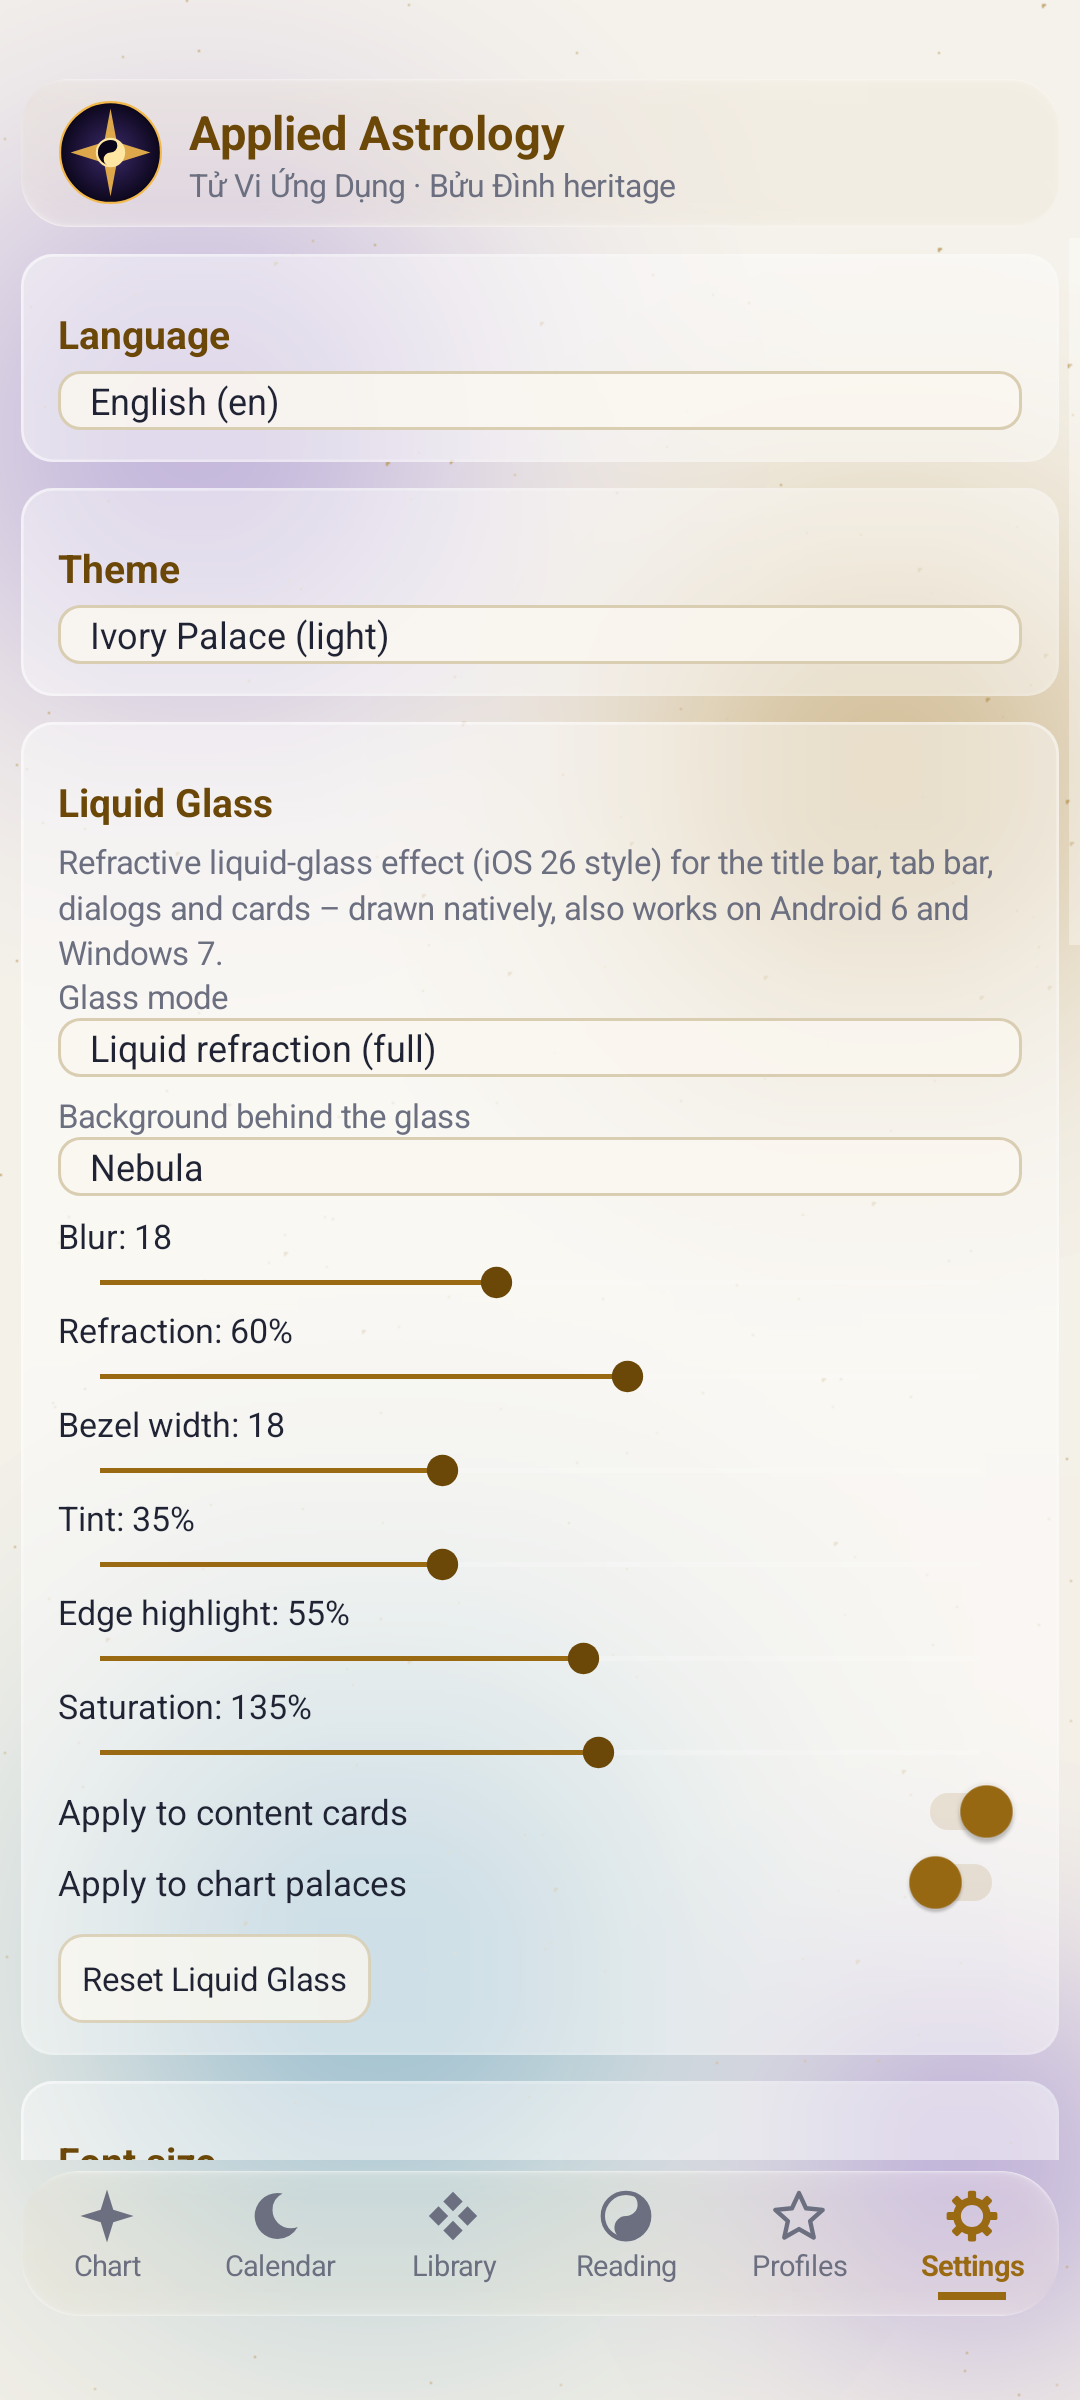 Applied Astrology
Tử Vi Ứng Dụng · Bửu Đình heritage
Language
English (en)
Theme
Ivory Palace (light)
Liquid Glass
Refractive liquid-glass effect (iOS 26 style) for the title bar, tab bar,
dialogs and cards – drawn natively, also works on Android 6 and
Windows 7.
Glass mode
Liquid refraction (full)
Background behind the glass
Nebula
Blur: 18
Refraction: 60%
Bezel width: 18
Tint: 35%
Edge highlight: 55%
Saturation: 135%
Apply to content cards
Apply to chart palaces
Reset Liquid Glass
Font size
Chart
Calendar
Library
Reading
Profiles
Settings